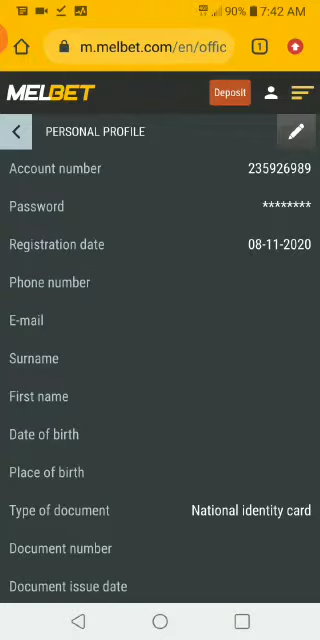 90% 7:42 AM
m.melbet.com/en/offic
1
MELBET
Deposit
PERSONAL PROFILE
Account number 235926989
Password ********
Registration date 08-11-2020
Phone number
E-mail
Surname
First name
Date of birth
Place of birth
Type of document National identity card
Document number
Document issue date